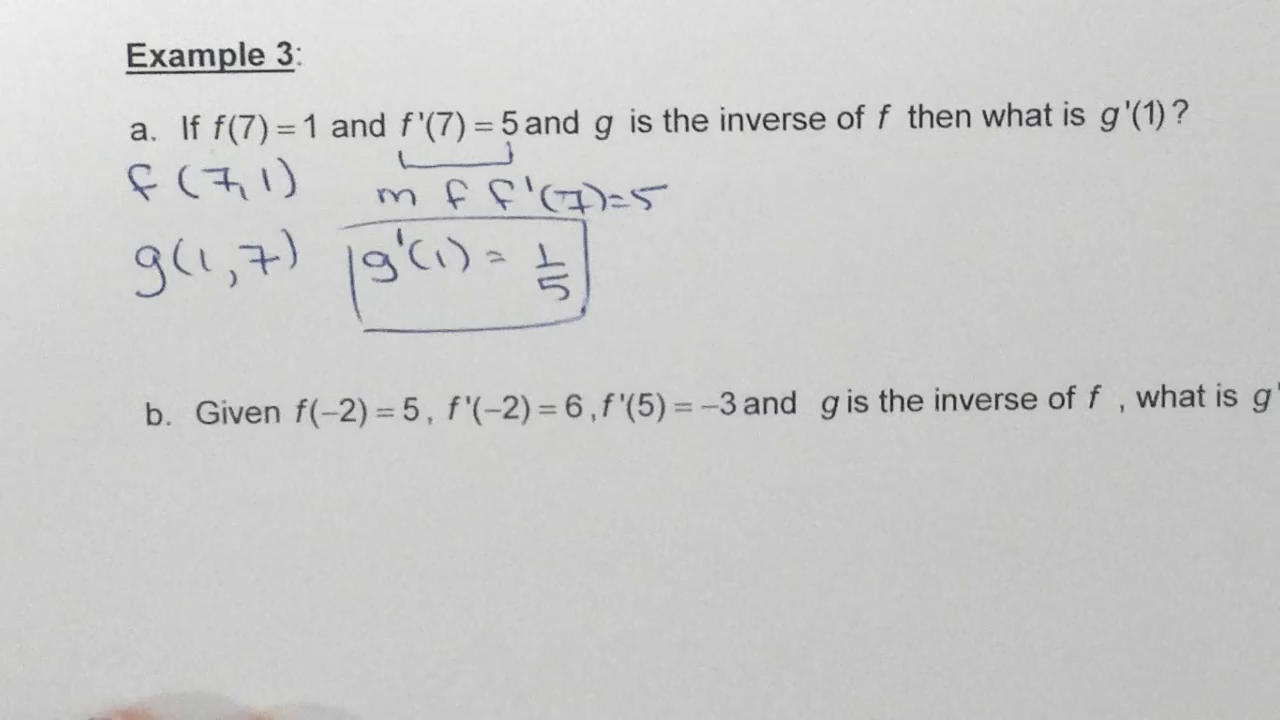 Example 3:
a. If f(7) = 1 and f'(7) = 5 and g is the inverse of f then what is g'(1)?
f (7, 1) m f f'(7)=5
g(1, 7) g'(1) = 1/5
b. Given f(−2) = 5, f'(−2) = 6, f'(5) = −3 and g is the inverse of f , what is g'